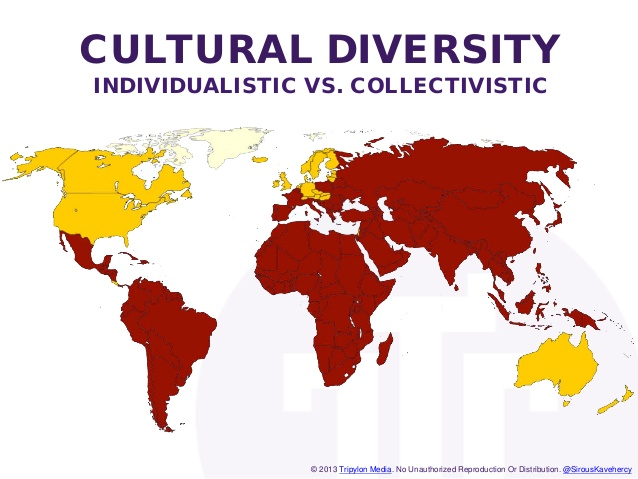 CULTURAL DIVERSITY
INDIVIDUALISTIC VS. COLLECTIVISTIC
© 2013 Tripylon Media. No Unauthorized Reproduction Or Distribution. @SirousKavehercy